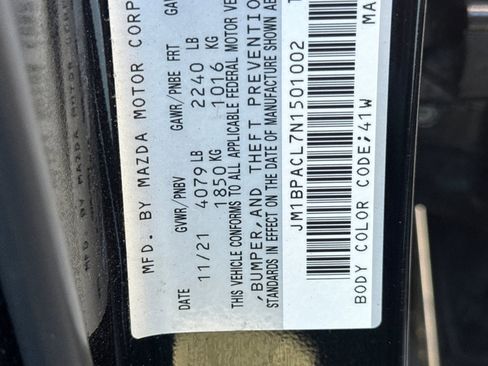 MFD. BY MAZDA MOTOR CORP
GVWR/PNBV GAWR/PNBE FRT GA
DATE
11/21 4079 LB 2240 LB
1850 KG 1016 KG
THIS VEHICLE CONFORMS TO ALL APPLICABLE FEDERAL MOTOR VE
,BUMPER,AND THEFT PREVENTIO
STANDARDS IN EFFECT ON THE DATE OF MANUFACTURE SHOWN AB
JM1BPACL7N1501002
BODY COLOR CODE;41W
MA